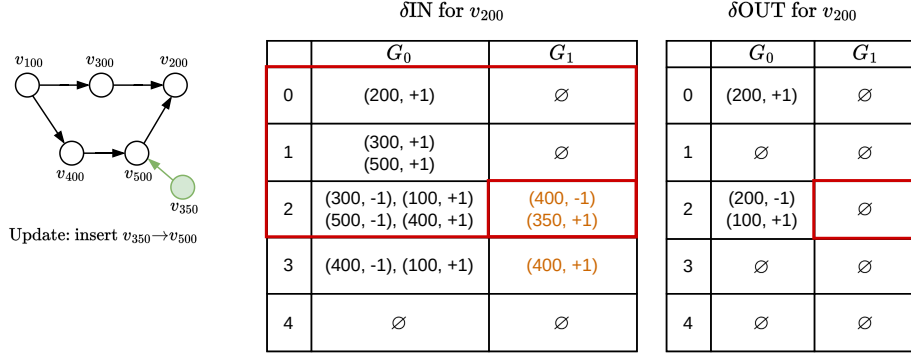 δIN for v₂₀₀
δOUT for v₂₀₀
v₁₀₀ v₃₀₀ v₂₀₀
v₄₀₀ v₅₀₀
v₃₅₀
Update: insert v₃₅₀→v₅₀₀
G₀ G₁
0 (200, +1) ∅
1 (300, +1) ∅
(500, +1)
2 (300, -1), (100, +1) (400, -1)
(500, -1), (400, +1) (350, +1)
3 (400, -1), (100, +1) (400, +1)
4 ∅ ∅
G₀ G₁
0 (200, +1) ∅
1 ∅ ∅
2 (200, -1) ∅
(100, +1)
3 ∅ ∅
4 ∅ ∅